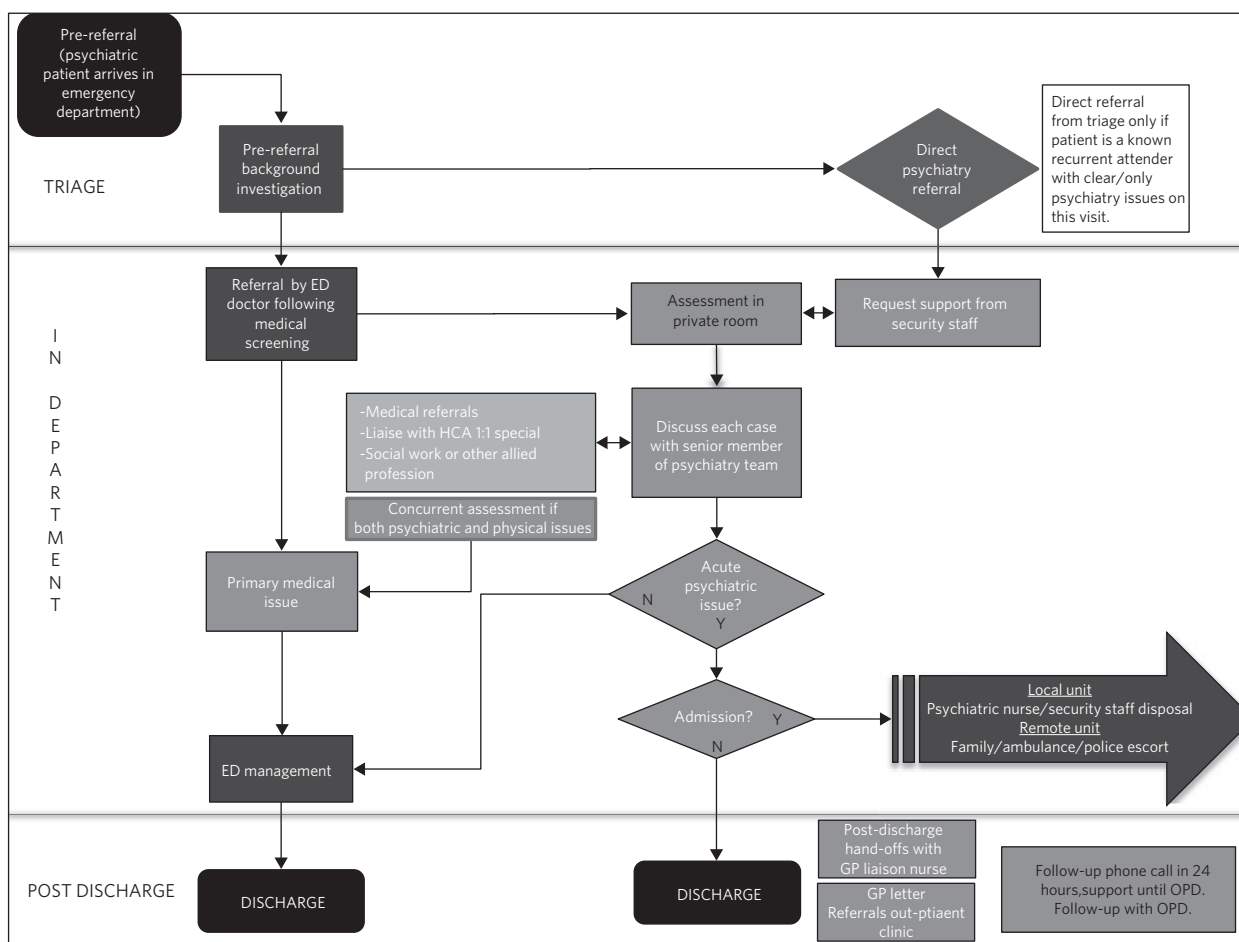 Pre-referral
(psychiatric
patient arrives in
emergency
department)
TRIAGE
Pre-referral
background
investigation
Direct
psychiatry
referral
Direct referral
from triage only if
patient is a known
recurrent attender
with clear/only
psychiatry issues on
this visit.
IN DEPARTMENT
Referral by ED
doctor following
medical
screening
Assessment in
private room
Request support from
security staff
-Medical referrals
-Liaise with HCA 1:1 special
-Social work or other allied
profession
Discuss each case
with senior member
of psychiatry team
Concurrent assessment if
both psychiatric and physical issues
Primary medical
issue
Acute
psychiatric
issue?
N
Y
Admission?
Y
N
Local unit
Psychiatric nurse/security staff disposal
Remote unit
Family/ambulance/police escort
ED management
POST DISCHARGE
DISCHARGE
DISCHARGE
Post-discharge
hand-offs with
GP liaison nurse
GP letter
Referrals out-ptiaent
clinic
Follow-up phone call in 24
hours,support until OPD.
Follow-up with OPD.